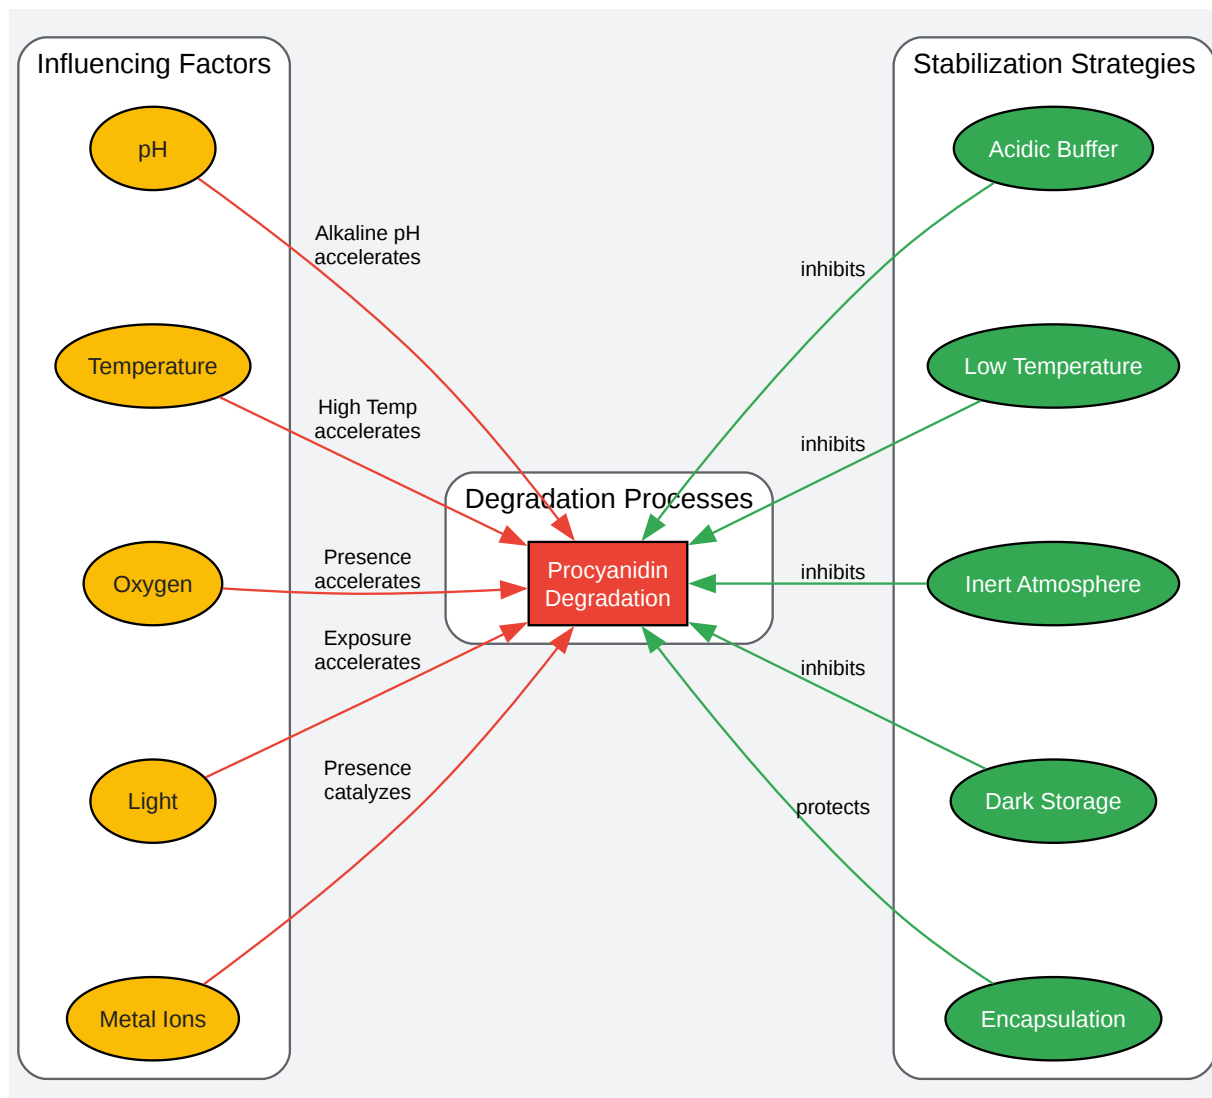 Influencing Factors
pH
Temperature
Oxygen
Light
Metal Ions
Alkaline pH
accelerates
High Temp
accelerates
Presence
accelerates
Exposure
accelerates
Presence
catalyzes
Degradation Processes
Procyanidin
Degradation
inhibits
inhibits
inhibits
inhibits
protects
Stabilization Strategies
Acidic Buffer
Low Temperature
Inert Atmosphere
Dark Storage
Encapsulation